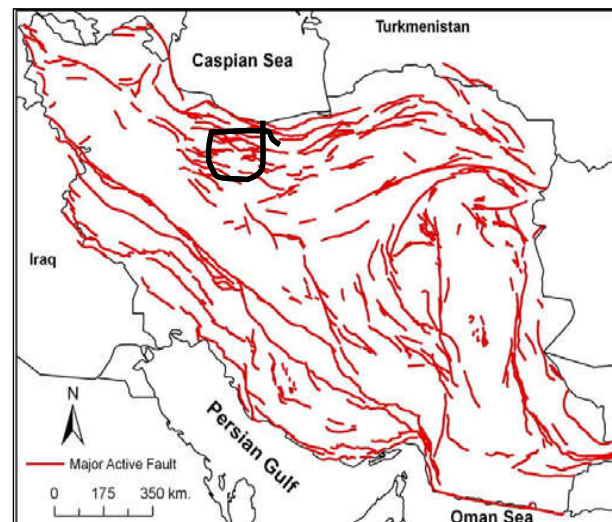 Turkmenistan
Caspian Sea
Iraq
Persian Gulf
N
Major Active Fault
0 175 350 km.
Oman Sea